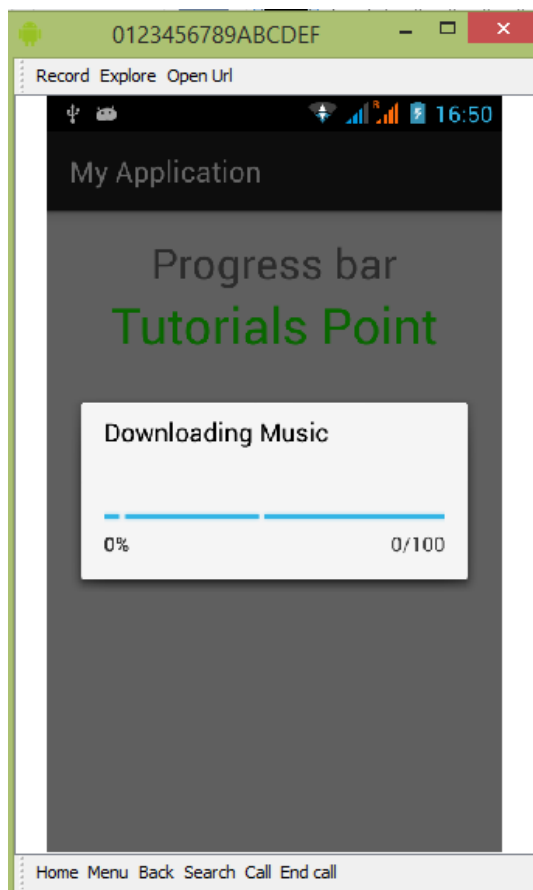 0123456789ABCDEF
Record Explore Open Url
R 16:50
My Application
Progress bar
Tutorials Point
Downloading Music
0% 0/100
Home Menu Back Search Call End call